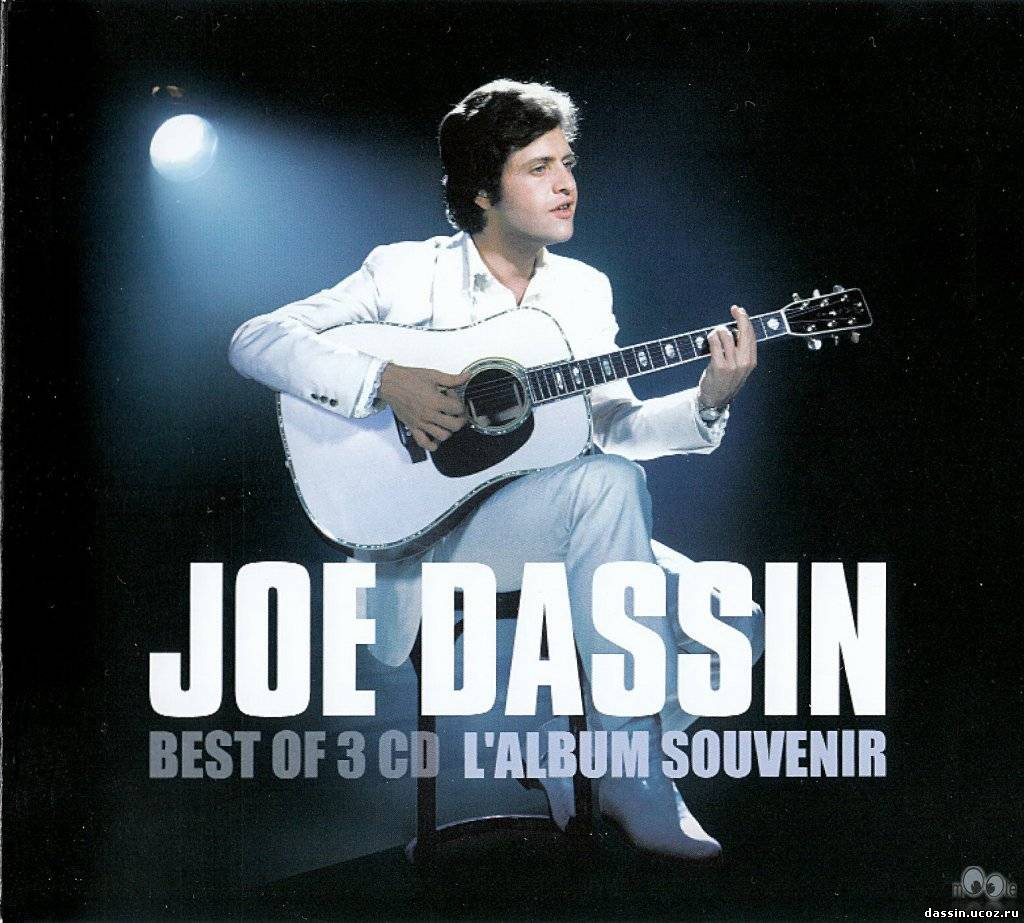 JOE DASSIN
BEST OF 3 CD L'ALBUM SOUVENIR
dassin.ucoz.ru